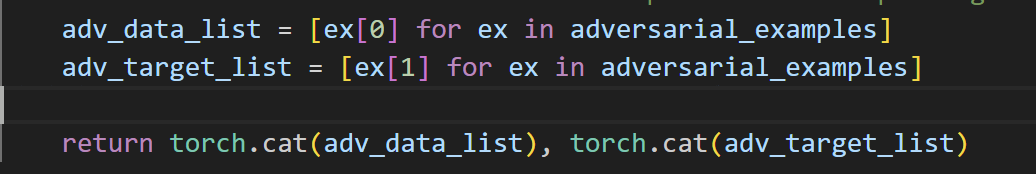 adv_data_list = [ex[0] for ex in adversarial_examples]
adv_target_list = [ex[1] for ex in adversarial_examples]
return torch.cat(adv_data_list), torch.cat(adv_target_list)